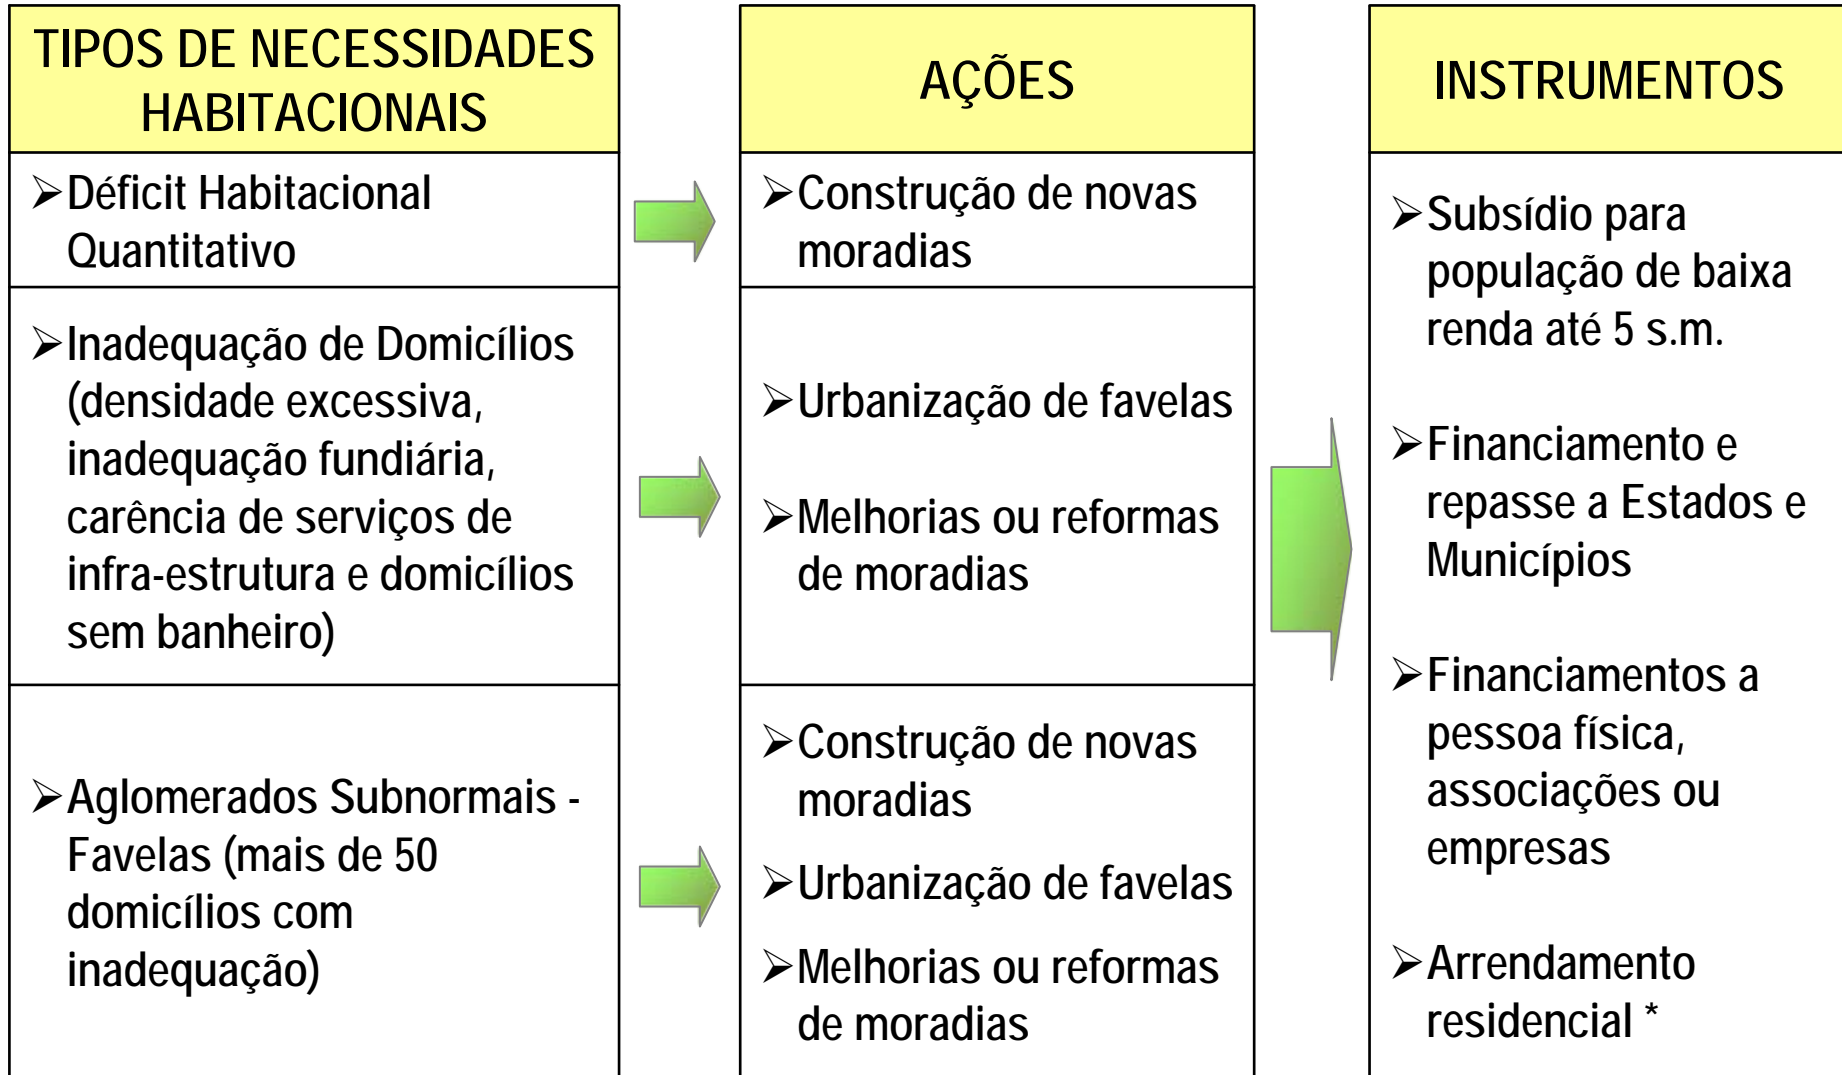 TIPOS DE NECESSIDADES
HABITACIONAIS
➢Déficit Habitacional
Quantitativo
➢Inadequação de Domicílios
(densidade excessiva,
inadequação fundiária,
carência de serviços de
infra-estrutura e domicílios
sem banheiro)
➢Aglomerados Subnormais -
Favelas (mais de 50
domicílios com
inadequação)
AÇÕES
➢Construção de novas
moradias
➢Urbanização de favelas
➢Melhorias ou reformas
de moradias
➢Construção de novas
moradias
➢Urbanização de favelas
➢Melhorias ou reformas
de moradias
INSTRUMENTOS
➢Subsídio para
população de baixa
renda até 5 s.m.
➢Financiamento e
repasse a Estados e
Municípios
➢Financiamentos a
pessoa física,
associações ou
empresas
➢Arrendamento
residencial *